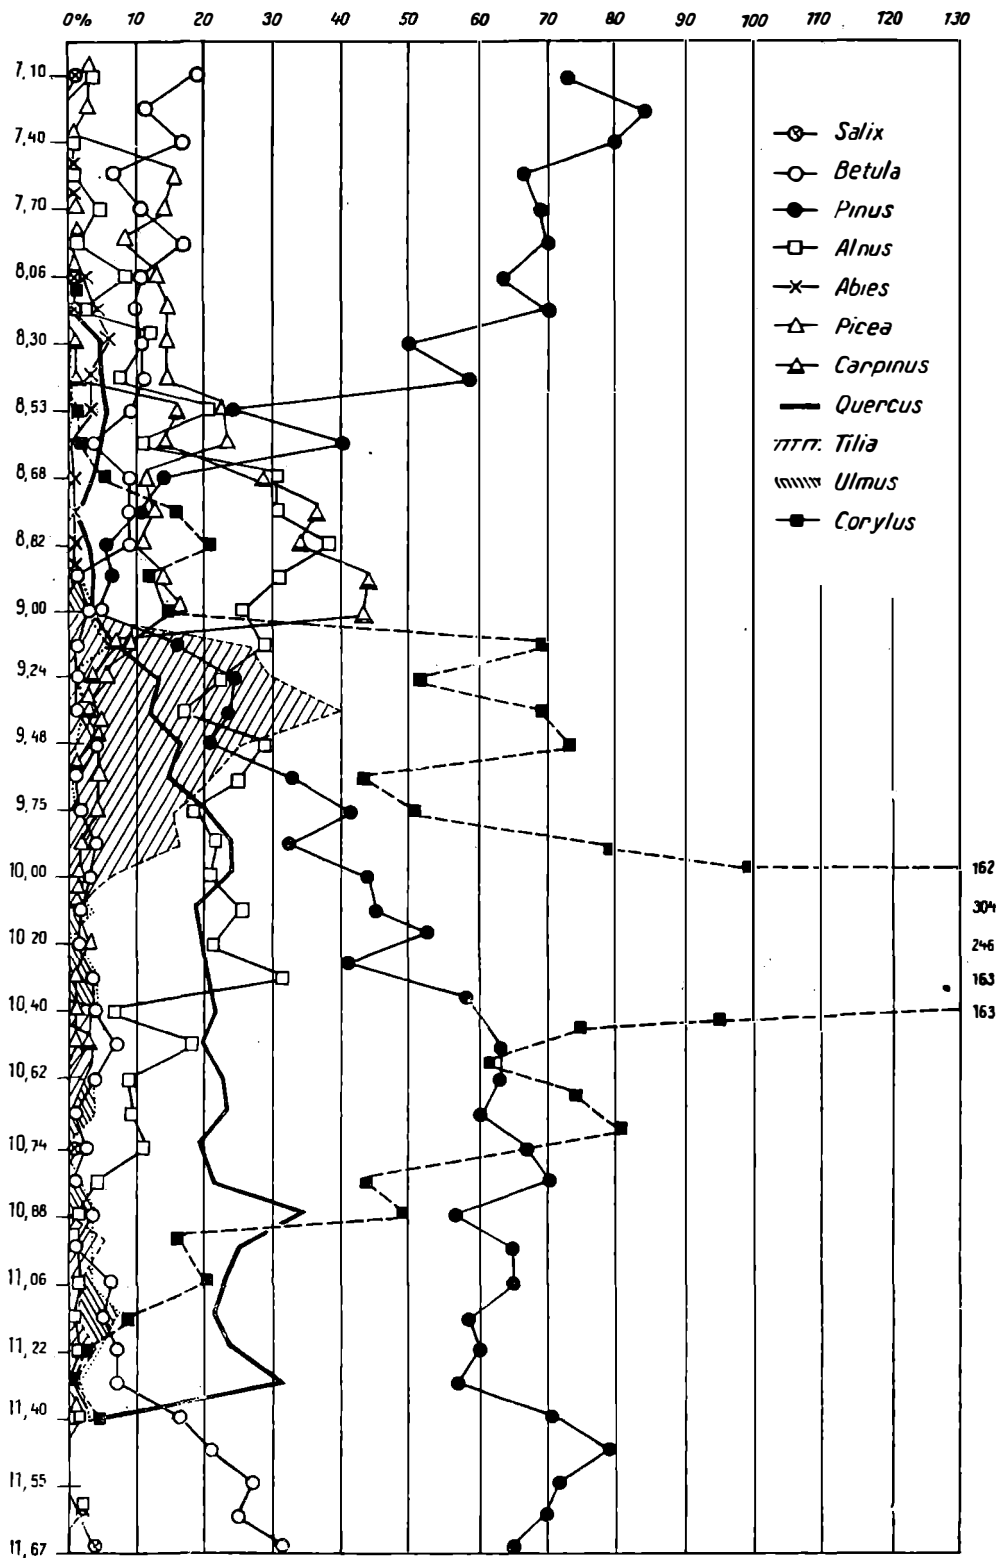 0% 10 20 30 40 50 60 70 80 90 100 110 120 130
7,10
7,40
7,70
8,06
8,30
8,53
8,68
8,82
9,00
9,24
9,48
9,75
10,00
10,20
10,40
10,62
10,74
10,88
11,06
11,22
11,40
11,55
11,67
Salix
Betula
Pinus
Alnus
Abies
Picea
Carpinus
Quercus
Tilia
Ulmus
Corylus
162
304
246
163
163